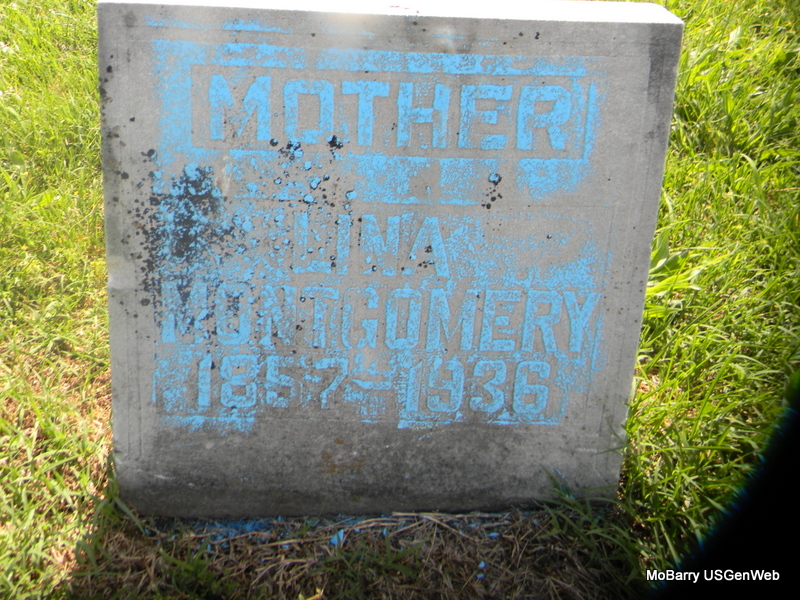 MOTHER
LINA
MONTGOMERY
1857-1936
MoBarry USGenWeb